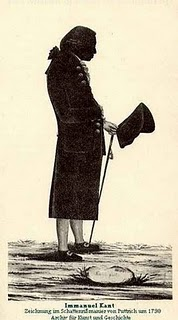 Immanuel Kant
Zeichnung im Schattenrißmanier von Puttrich um 1798
Archiv für Kunst und Geschichte